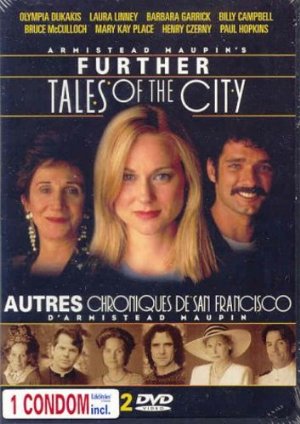 OLYMPIA DUKAKIS LAURA LINNEY BARBARA GARRICK BILLY CAMPBELL
BRUCE McCULLOCH MARY KAY PLACE HENRY CZERNY PAUL HOPKINS
ARMISTEAD MAUPIN'S
FURTHER
TALES OF THE CITY
AUTRES CHRONIQUES DE SAN FRANCISCO
D'ARMISTEAD MAUPIN
1 CONDOM incl.
2 DVD
VIDEO